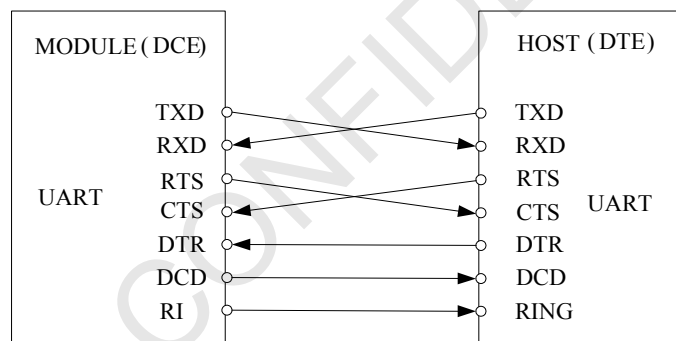 MODULE (DCE)
HOST (DTE)
TXD
TXD
RXD
RXD
RTS
RTS
UART
UART
CTS
CTS
DTR
DTR
DCD
DCD
RI
RING
CONFIDE